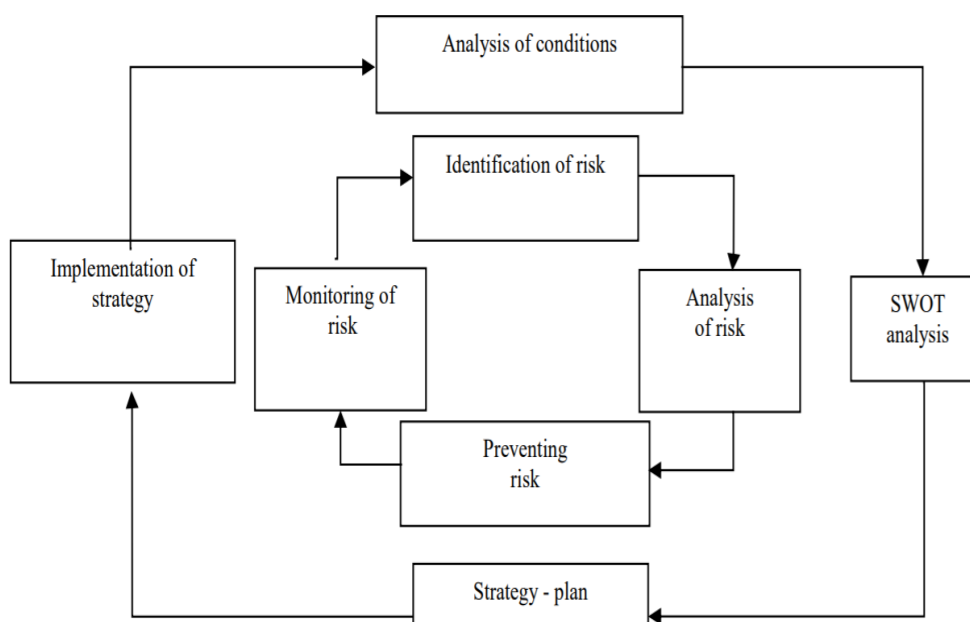 Analysis of conditions
Identification of risk
Implementation of
strategy
Monitoring of
risk
Analysis
of risk
SWOT
analysis
Preventing
risk
Strategy - plan